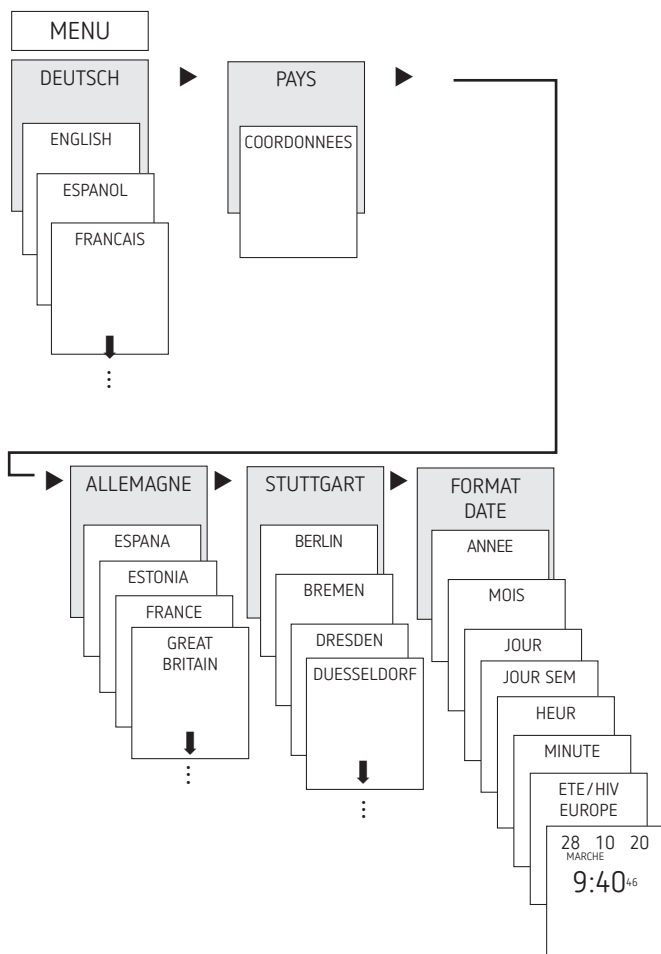 MENU
DEUTSCH
ENGLISH
ESPANOL
FRANCAIS
PAYS
COORDONNEES
ALLEMAGNE
ESPANA
ESTONIA
FRANCE
GREAT
BRITAIN
STUTTGART
BERLIN
BREMEN
DRESDEN
DUESSELDORF
FORMAT
DATE
ANNEE
MOIS
JOUR
JOUR SEM
HEUR
MINUTE
ETE/HIV
EUROPE
28 10 20
MARCHE
9:40 46